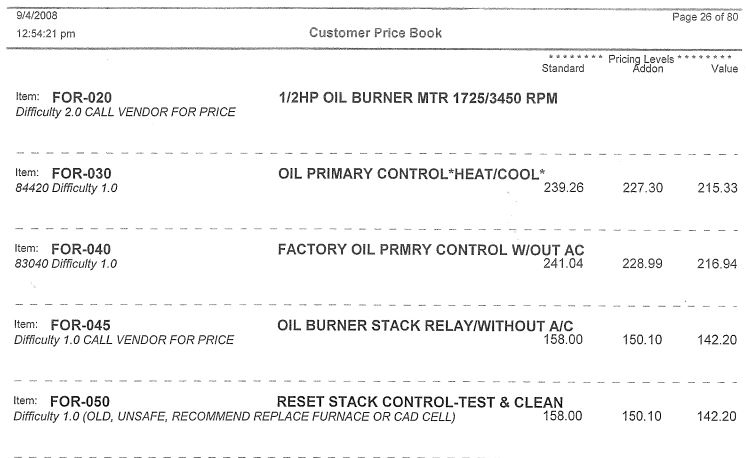 9/4/2008 Page 26 of 80
12:54:21 pm Customer Price Book
******** Pricing Levels ********
Standard Addon Value
Item: FOR-020 1/2HP OIL BURNER MTR 1725/3450 RPM
Difficulty 2.0 CALL VENDOR FOR PRICE
Item: FOR-030 OIL PRIMARY CONTROL*HEAT/COOL*
84420 Difficulty 1.0 239.26 227.30 215.33
Item: FOR-040 FACTORY OIL PRMRY CONTROL W/OUT AC
83040 Difficulty 1.0 241.04 228.99 216.94
Item: FOR-045 OIL BURNER STACK RELAY/WITHOUT A/C
Difficulty 1.0 CALL VENDOR FOR PRICE 158.00 150.10 142.20
Item: FOR-050 RESET STACK CONTROL-TEST & CLEAN
Difficulty 1.0 (OLD, UNSAFE, RECOMMEND REPLACE FURNACE OR CAD CELL) 158.00 150.10 142.20